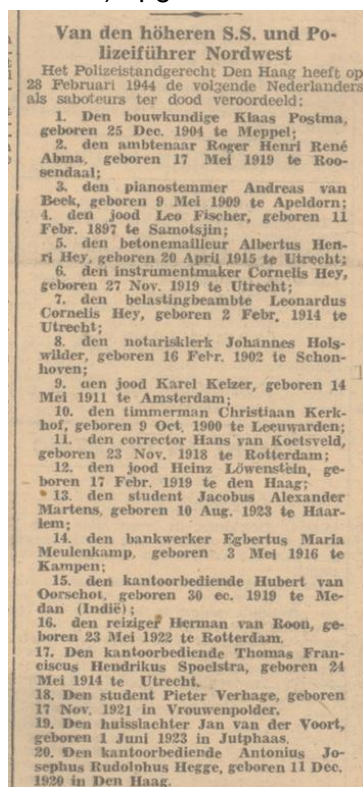 Van den höheren S.S. und Po-
lizeiführer Nordwest
Het Polizeistandgerecht Den Haag heeft op
28 Februari 1944 de volgende Nederlanders
als saboteurs ter dood veroordeeld:
1. Den bouwkundige Klaas Postma,
geboren 25 Dec. 1904 te Meppel;
2. den ambtenaar Roger Henri René
Abma, geboren 17 Mei 1919 te Roo-
sendaal;
3. den pianostemmer Andreas van
Beek, geboren 9 Mei 1909 te Apeldorn;
4. den jood Leo Fischer, geboren 11
Febr. 1897 te Samotsjin;
5. den betonemailleur Albertus Hen-
ri Hey, geboren 20 April 1915 te Utrecht;
6. den instrumentmaker Cornelis Hey,
geboren 27 Nov. 1919 te Utrecht;
7. den belastingbeambte Leonardus
Cornelis Hey, geboren 2 Febr. 1914 te
Utrecht;
8. den notarisklerk Johannes Hols-
wilder, geboren 16 Febr. 1902 te Schon-
hoven;
9. den jood Karel Keizer, geboren 14
Mei 1911 te Amsterdam;
10. den timmerman Christiaan Kerk-
hof, geboren 9 Oct. 1900 te Leeuwarden;
11. den corrector Hans van Koetsveld,
geboren 23 Nov. 1918 te Rotterdam;
12. den jood Heinz Löwenstein, ge-
boren 17 Febr. 1919 te den Haag;
13. den student Jacobus Alexander
Martens, geboren 10 Aug. 1923 te Haar-
lem;
14. den bankwerker Egbertus Maria
Meulenkamp, geboren 3 Mei 1916 te
Kampen;
15. den kantoorbediende Hubert van
Oorschot, geboren 30 ec. 1919 te Me-
dan (Indië);
16. den reiziger Herman van Roon, ge-
boren 23 Mei 1922 te Rotterdam.
17. Den kantoorbediende Thomas Fran-
ciscus Hendrikus Spoelstra, geboren 24
Mei 1914 te Utrecht.
18. Den student Pieter Verhage, geboren
17 Nov. 1921 in Vrouwenpolder.
19. Den huisslachter Jan van der Voort,
geboren 1 Juni 1923 in Jutphaas.
20. Den kantoorbediende Antonius Jo-
sephus Rudolohus Hegge, geboren 11 Dec.
1920 in Den Haag.